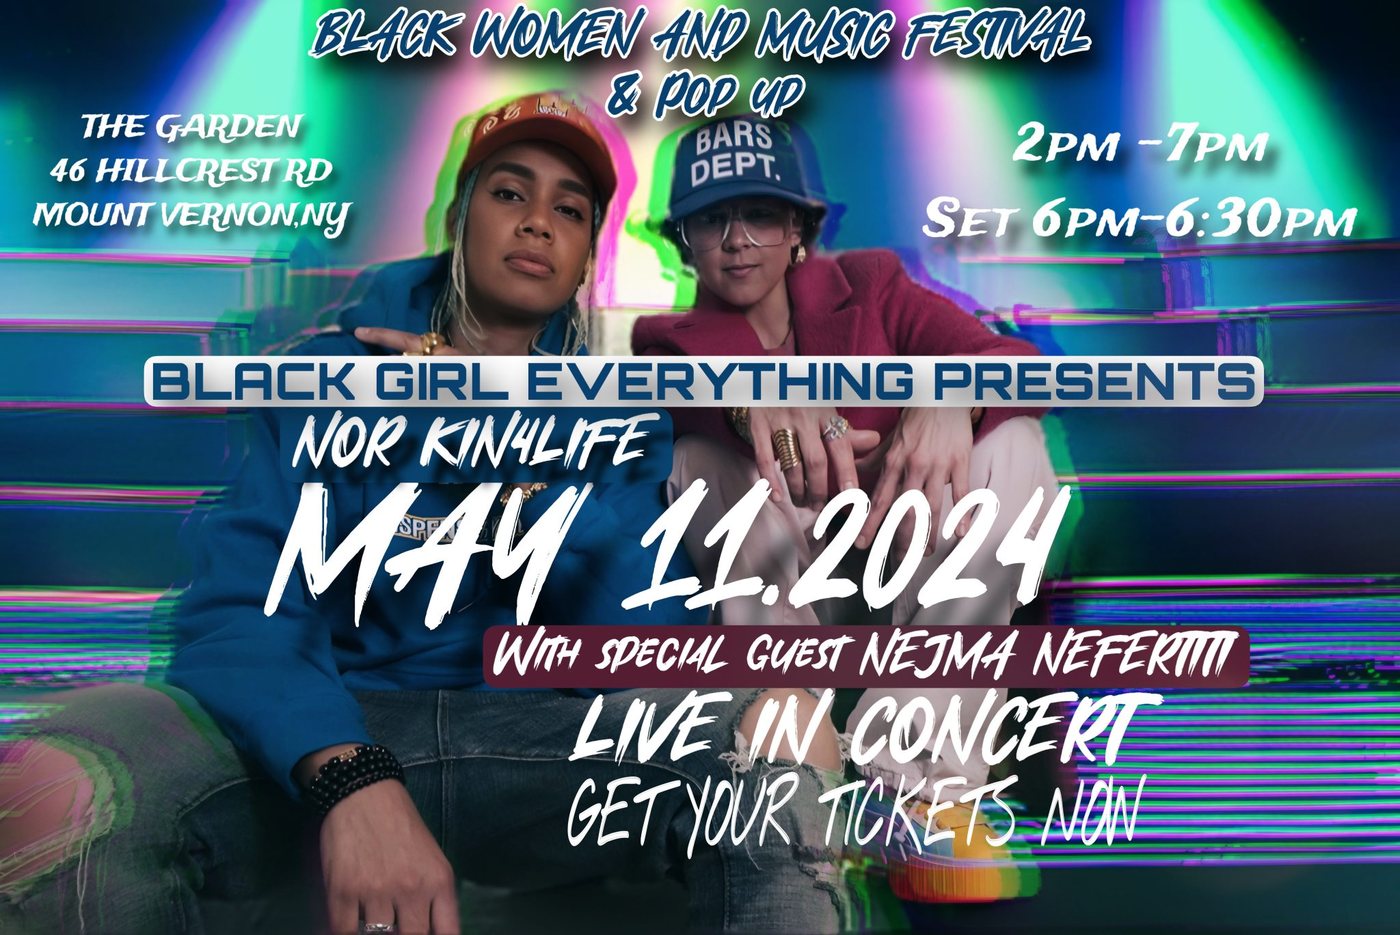 BLACK WOMEN AND MUSIC FESTIVAL
& POP UP
THE GARDEN
46 HILLCREST RD
MOUNT VERNON,NY
2PM -7PM
SET 6PM-6:30PM
BARS
DEPT.
BLACK GIRL EVERYTHING PRESENTS
NOR KIN4LIFE
MAY 11.2024
WITH SPECIAL GUEST NEJMA NEFERTITI
LIVE IN CONCERT
GET YOUR TICKETS NOW